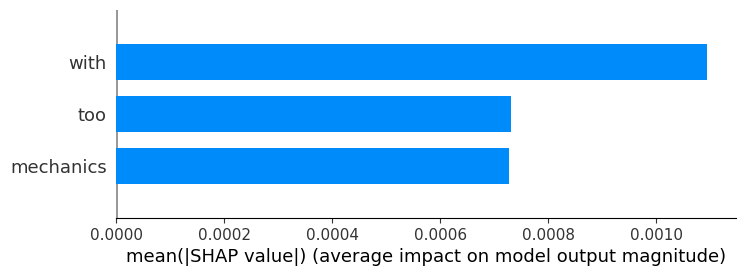 with
too
mechanics
0.0000 0.0002 0.0004 0.0006 0.0008 0.0010
mean(|SHAP value|) (average impact on model output magnitude)